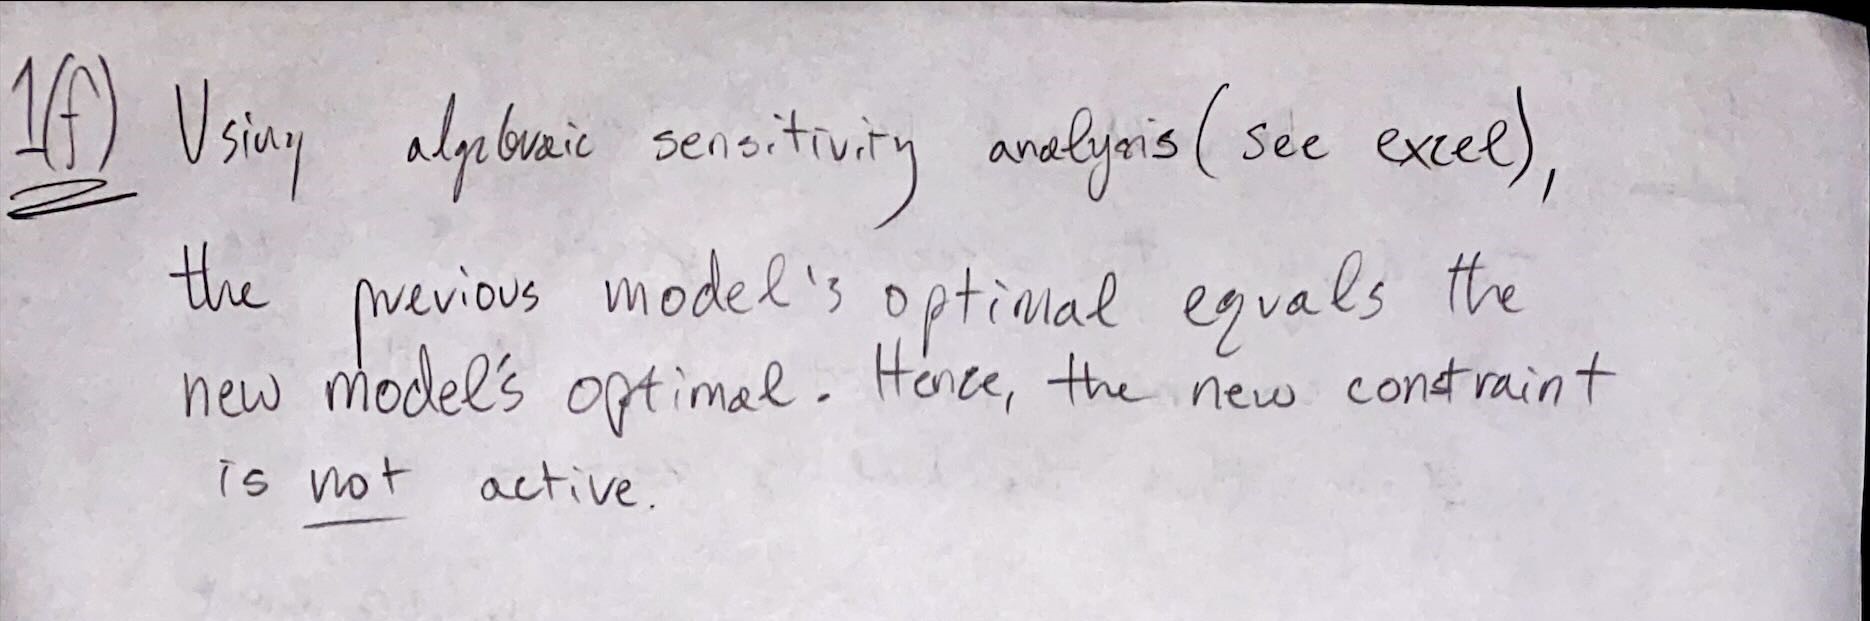 1(f) Using algebraic sensitivity analysis (see excel),
the previous model's optimal equals the
new model's optimal. Hence, the new constraint
is not active.